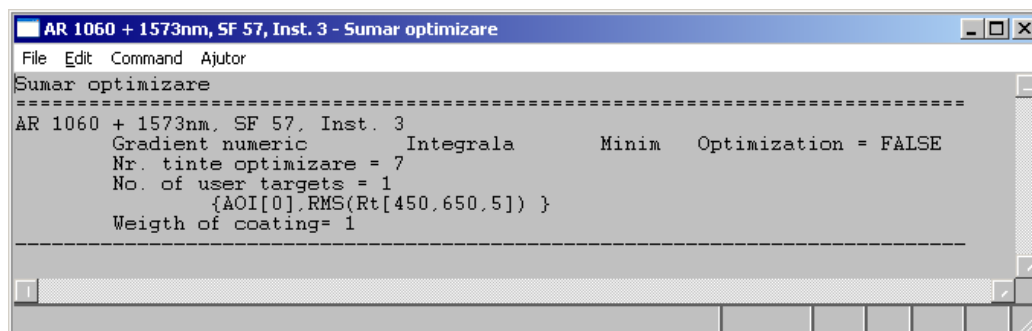 AR 1060 + 1573nm, SF 57, Inst. 3 - Sumar optimizare
File Edit Command Ajutor
Sumar optimizare
==============================================================================
AR 1060 + 1573nm, SF 57, Inst. 3
Gradient numeric Integrala Minim Optimization = FALSE
Nr. tinte optimizare = 7
No. of user targets = 1
{AOI[0],RMS(Rt[450,650,5]) }
Weigth of coating= 1
------------------------------------------------------------------------------